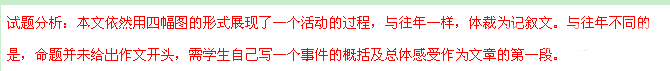 试题分析：本文依然用四幅图的形式展现了一个活动的过程，与往年一样，体裁为记叙文。与往年不同的
是，命题并未给出作文开头，需学生自己写一个事件的概括及总体感受作为文章的第一段。